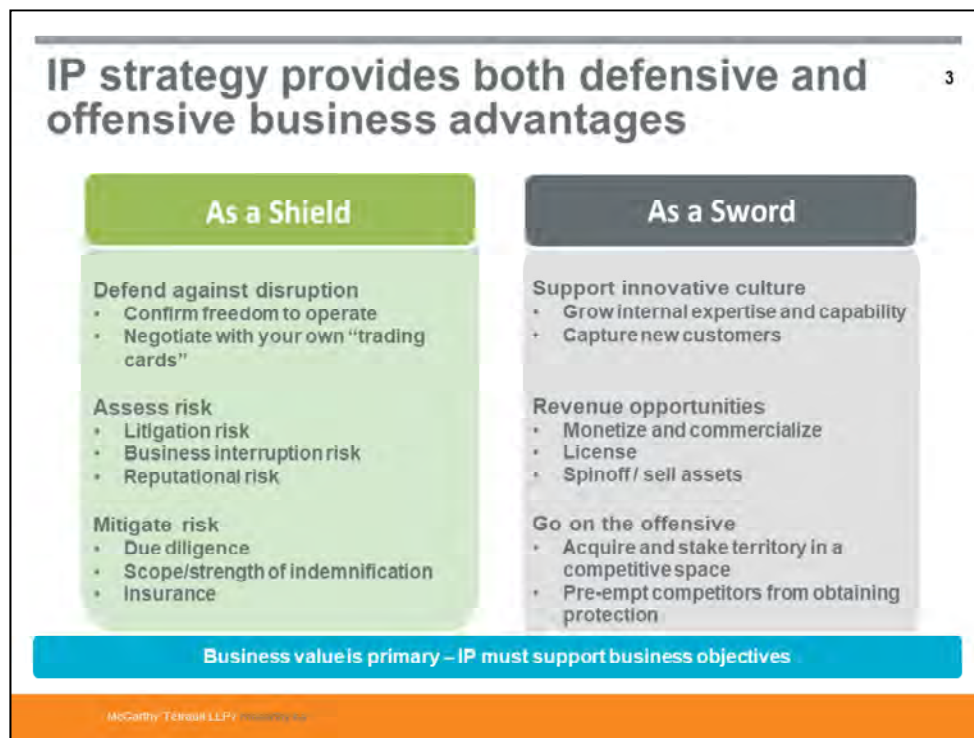 IP strategy provides both defensive and
offensive business advantages
3
As a Shield
Defend against disruption
• Confirm freedom to operate
• Negotiate with your own “trading
cards”
Assess risk
• Litigation risk
• Business interruption risk
• Reputational risk
Mitigate risk
• Due diligence
• Scope/strength of indemnification
• Insurance
As a Sword
Support innovative culture
• Grow internal expertise and capability
• Capture new customers
Revenue opportunities
• Monetize and commercialize
• License
• Spinoff / sell assets
Go on the offensive
• Acquire and stake territory in a
competitive space
• Pre-empt competitors from obtaining
protection
Business value is primary – IP must support business objectives
McCarthy Tétrault LLP /